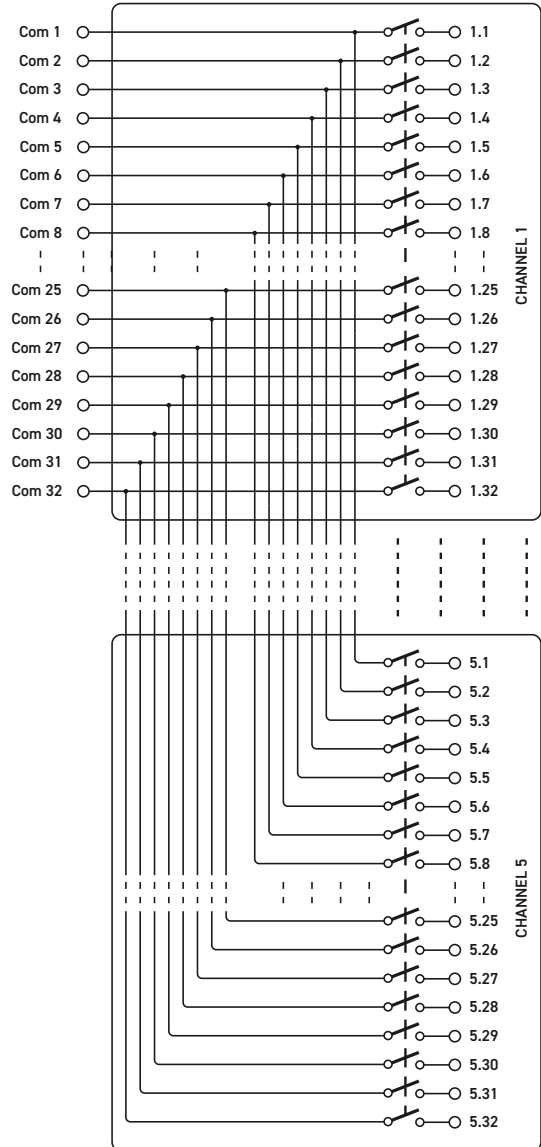 Com 1 1.1
Com 2 1.2
Com 3 1.3
Com 4 1.4
Com 5 1.5
Com 6 1.6
Com 7 1.7
Com 8 1.8
CHANNEL 1
Com 25 1.25
Com 26 1.26
Com 27 1.27
Com 28 1.28
Com 29 1.29
Com 30 1.30
Com 31 1.31
Com 32 1.32
5.1
5.2
5.3
5.4
5.5
5.6
5.7
5.8
CHANNEL 5
5.25
5.26
5.27
5.28
5.29
5.30
5.31
5.32